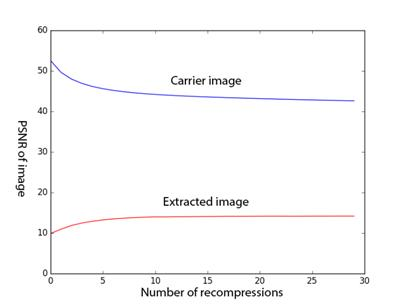 60
50
Carrier image
40
PSNR of image
30
20
Extracted image
10
0
0 5 10 15 20 25 30
Number of recompressions